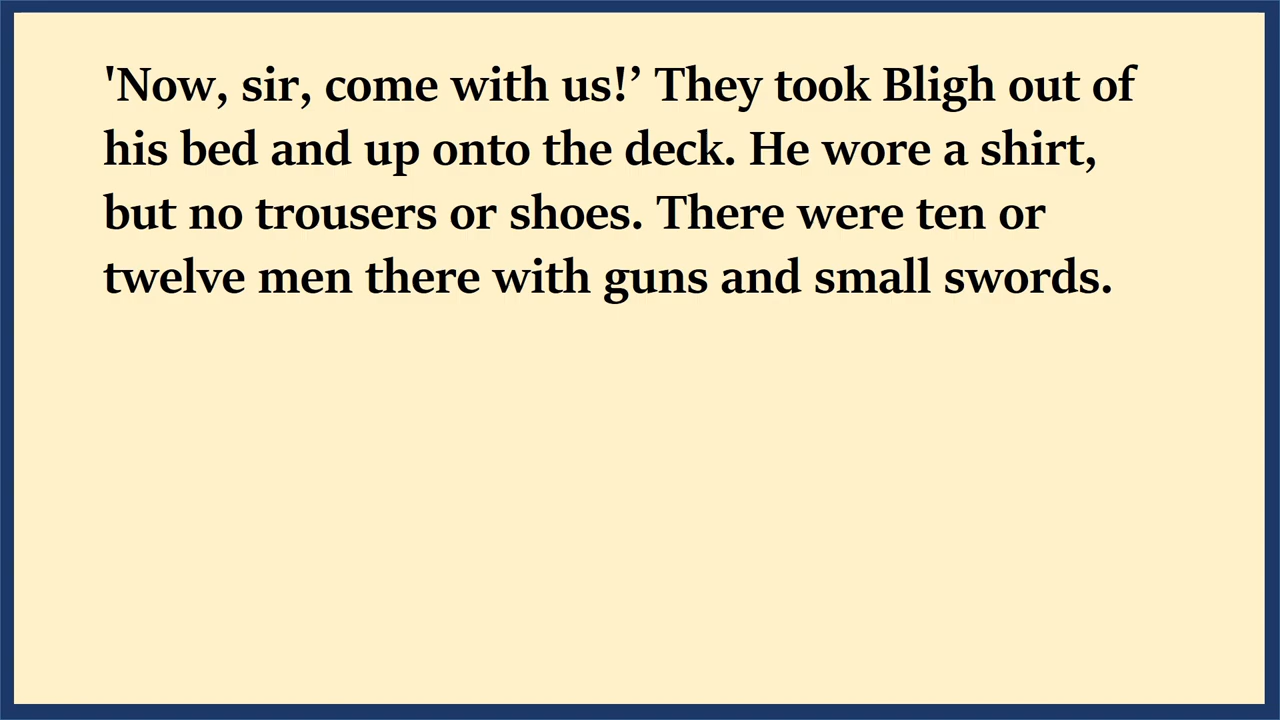 'Now, sir, come with us!’ They took Bligh out of
his bed and up onto the deck. He wore a shirt,
but no trousers or shoes. There were ten or
twelve men there with guns and small swords.